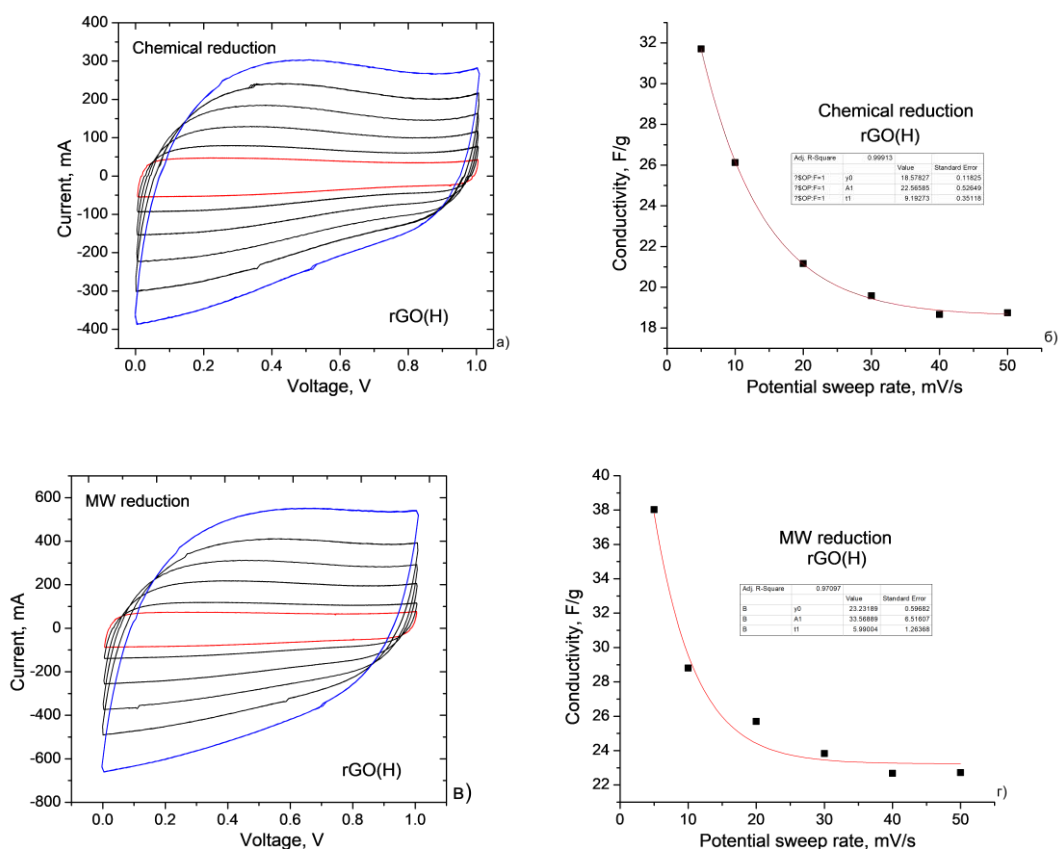 Chemical reduction
Current, mA
400
300
200
100
0
-100
-200
-300
-400
rGO(H)
0.0 0.2 0.4 0.6 0.8 1.0
Voltage, V
а)
Conductivity, F/g
32
30
28
26
24
22
20
18
Chemical reduction
rGO(H)
Adj. R-Square 0.99913
Value Standard Error
?$OP:F=1 y0 18.57827 0.11825
?$OP:F=1 A1 22.56585 0.52649
?$OP:F=1 t1 9.19273 0.35118
0 10 20 30 40 50
Potential sweep rate, mV/s
б)
MW reduction
Current, mA
600
400
200
0
-200
-400
-600
-800
rGO(H)
0.0 0.2 0.4 0.6 0.8 1.0
Voltage, V
в)
Conductivity, F/g
40
38
36
34
32
30
28
26
24
22
MW reduction
rGO(H)
Adj. R-Square 0.97097
Value Standard Error
B y0 23.23189 0.59682
B A1 33.56889 6.51607
B t1 5.99004 1.26368
0 10 20 30 40 50
Potential sweep rate, mV/s
г)